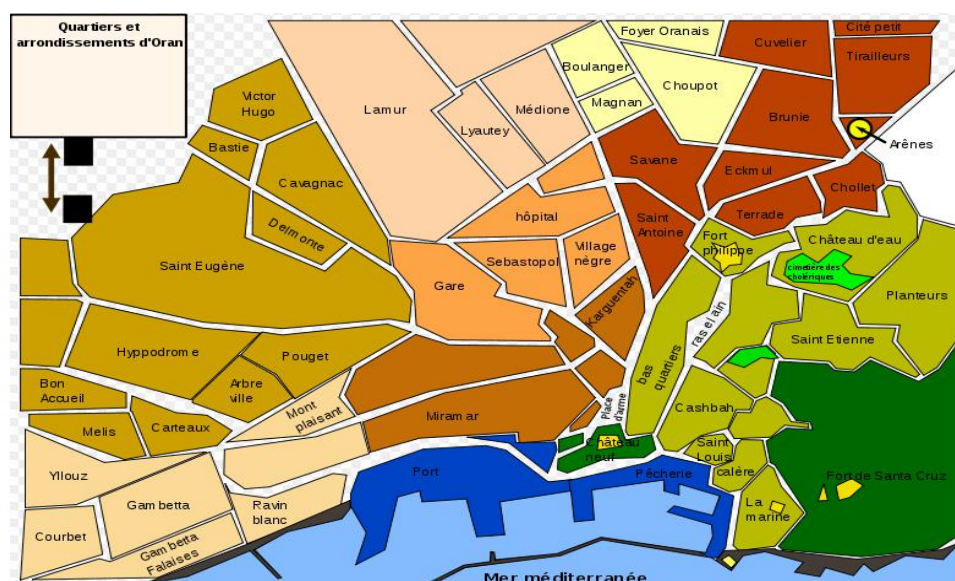 Quartiers et
arrondissements d'Oran
Foyer Oranais
Cuvelier
Cité petit
Tirailleurs
Boulanger
Choupot
Victor
Hugo
Lamur
Médione
Magnan
Lyautey
Brunie
Arênes
Bastie
Savane
Eckmul
Cavagnac
Chollet
hôpital
Saint
Antoine
Terrade
Delmonte
Fort
philippe
Château d'eau
Village
négre
Sebastopol
Saint Eugène
cimetière des
cholériques
Gare
Karguentah
Planteurs
ras el ain
Saint Etienne
Hyppodrome
Pouget
bas
quartiers
Bon
Accueil
Arbre
ville
Mont
plaisant
Miramar
Place
d'arme
Cashbah
Melis
Carteaux
Château
neuf
Saint
Louis
Yllouz
Port
Pêcherie
calère
Fort de Santa Cruz
Gambetta
Ravin
blanc
La
marine
Courbet
Gambetta
Falaises
Mer méditerranée